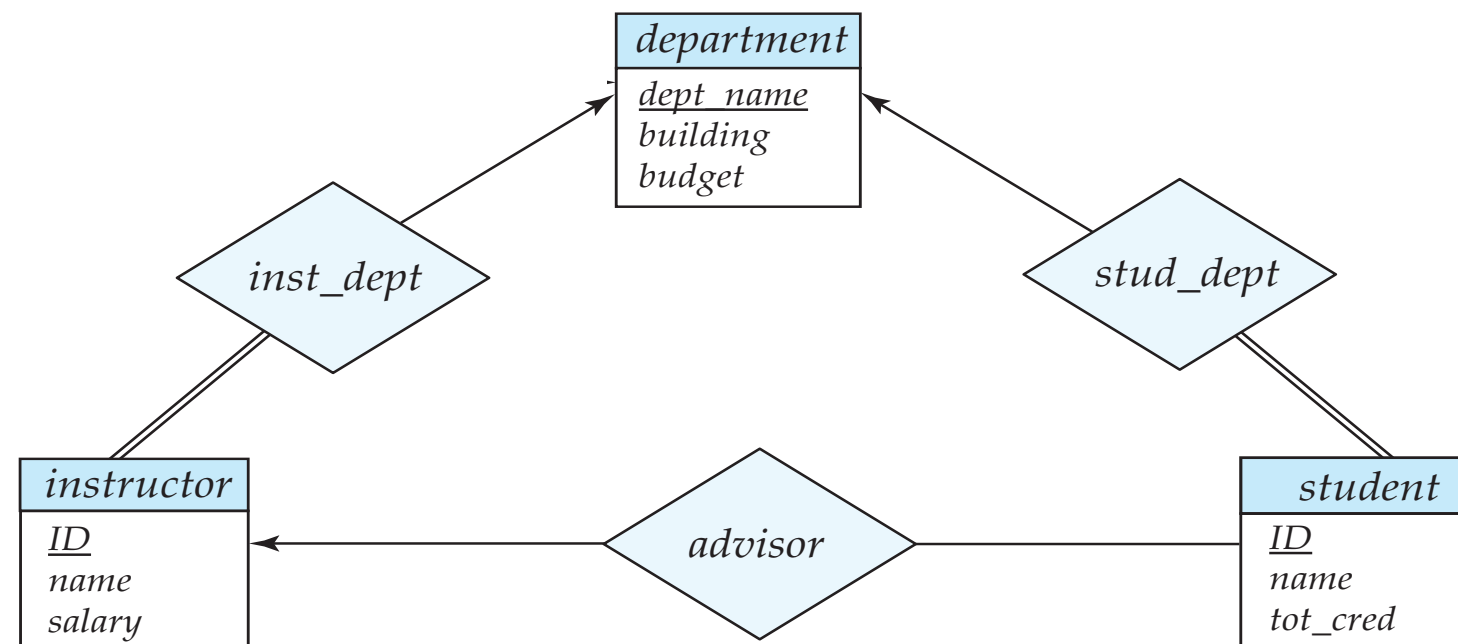 department
dept_name
building
budget
inst_dept
stud_dept
instructor
ID
name
salary
advisor
student
ID
name
tot_cred